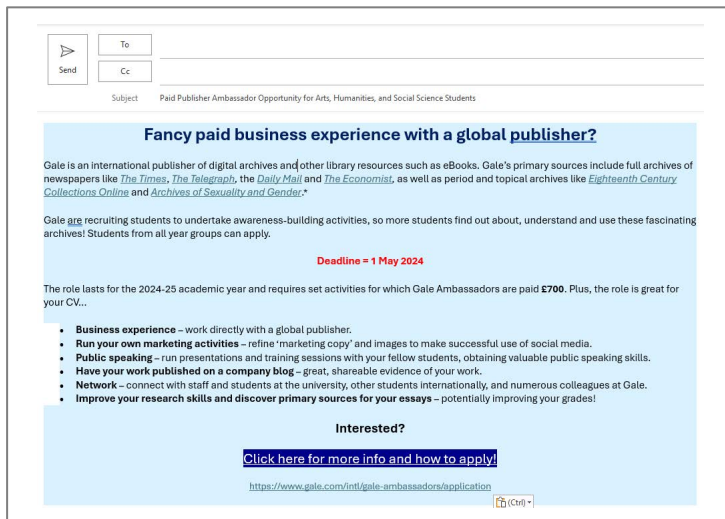 To
Send
Cc
Subject Paid Publisher Ambassador Opportunity for Arts, Humanities, and Social Science Students
Fancy paid business experience with a global publisher?
Gale is an international publisher of digital archives and other library resources such as eBooks. Gale's primary sources include full archives of
newspapers like The Times, The Telegraph, the Daily Mail and The Economist, as well as period and topical archives like Eighteenth Century
Collections Online and Archives of Sexuality and Gender.*
Gale are recruiting students to undertake awareness-building activities, so more students find out about, understand and use these fascinating
archives! Students from all year groups can apply.
Deadline = 1 May 2024
The role lasts for the 2024-25 academic year and requires set activities for which Gale Ambassadors are paid £700. Plus, the role is great for
your CV...
• Business experience – work directly with a global publisher.
• Run your own marketing activities – refine 'marketing copy' and images to make successful use of social media.
• Public speaking – run presentations and training sessions with your fellow students, obtaining valuable public speaking skills.
• Have your work published on a company blog – great, shareable evidence of your work.
• Network – connect with staff and students at the university, other students internationally, and numerous colleagues at Gale.
• Improve your research skills and discover primary sources for your essays – potentially improving your grades!
Interested?
Click here for more info and how to apply!
https://www.gale.com/intl/gale-ambassadors/application
(Ctrl)